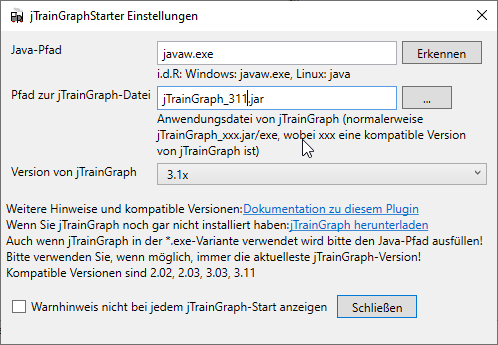 jTrainGraphStarter Einstellungen
Java-Pfad
javaw.exe
Erkennen
i.d.R: Windows: javaw.exe, Linux: java
Pfad zur jTrainGraph-Datei
jTrainGraph_311.jar
...
Anwendungsdatei von jTrainGraph (normalerweise
jTrainGraph_xxx.jar/exe, wobei xxx eine kompatible Version
von jTrainGraph ist)
Version von jTrainGraph
3.1x
Weitere Hinweise und kompatible Versionen:Dokumentation zu diesem Plugin
Wenn Sie jTrainGraph noch gar nicht installiert haben:jTrainGraph herunterladen
Auch wenn jTrainGraph in der *.exe-Variante verwendet wird bitte den Java-Pfad ausfüllen!
Bitte verwenden Sie, wenn möglich, immer die aktuelleste jTrainGraph-Version!
Kompatible Versionen sind 2.02, 2.03, 3.03, 3.11
Warnhinweis nicht bei jedem jTrainGraph-Start anzeigen
Schließen